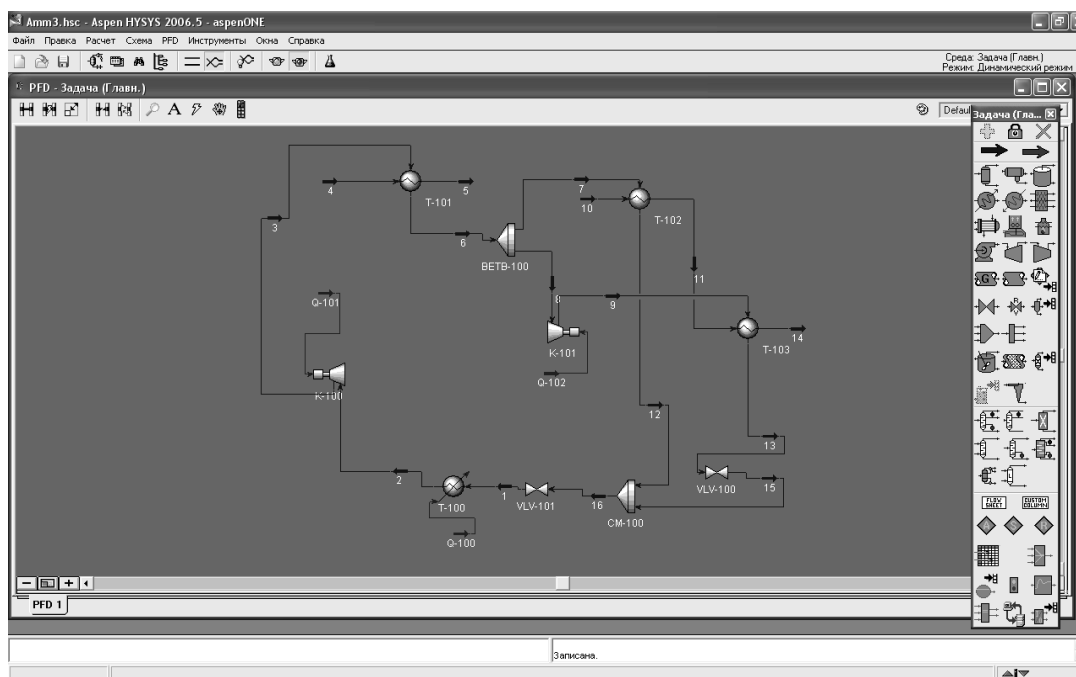 Amm3.hsc - Aspen HYSYS 2006.5 - aspenONE
Файл Правка Расчет Схема PFD Инструменты Окна Справка
Среда: Задача (Главн.)
Режим: Динамический режим
PFD - Задача (Главн.)
A
Defaul
Задача (Гла...
3
4
T-101
5
6
7
10
T-102
ВЕТВ-100
11
Q-101
8
9
K-101
T-103
14
Q-102
K-100
12
13
2
T-100
1
VLV-101
16
CM-100
VLV-100
15
Q-100
FLOW SHEET
CUSTOM COLUMN
PFD 1
Записана.